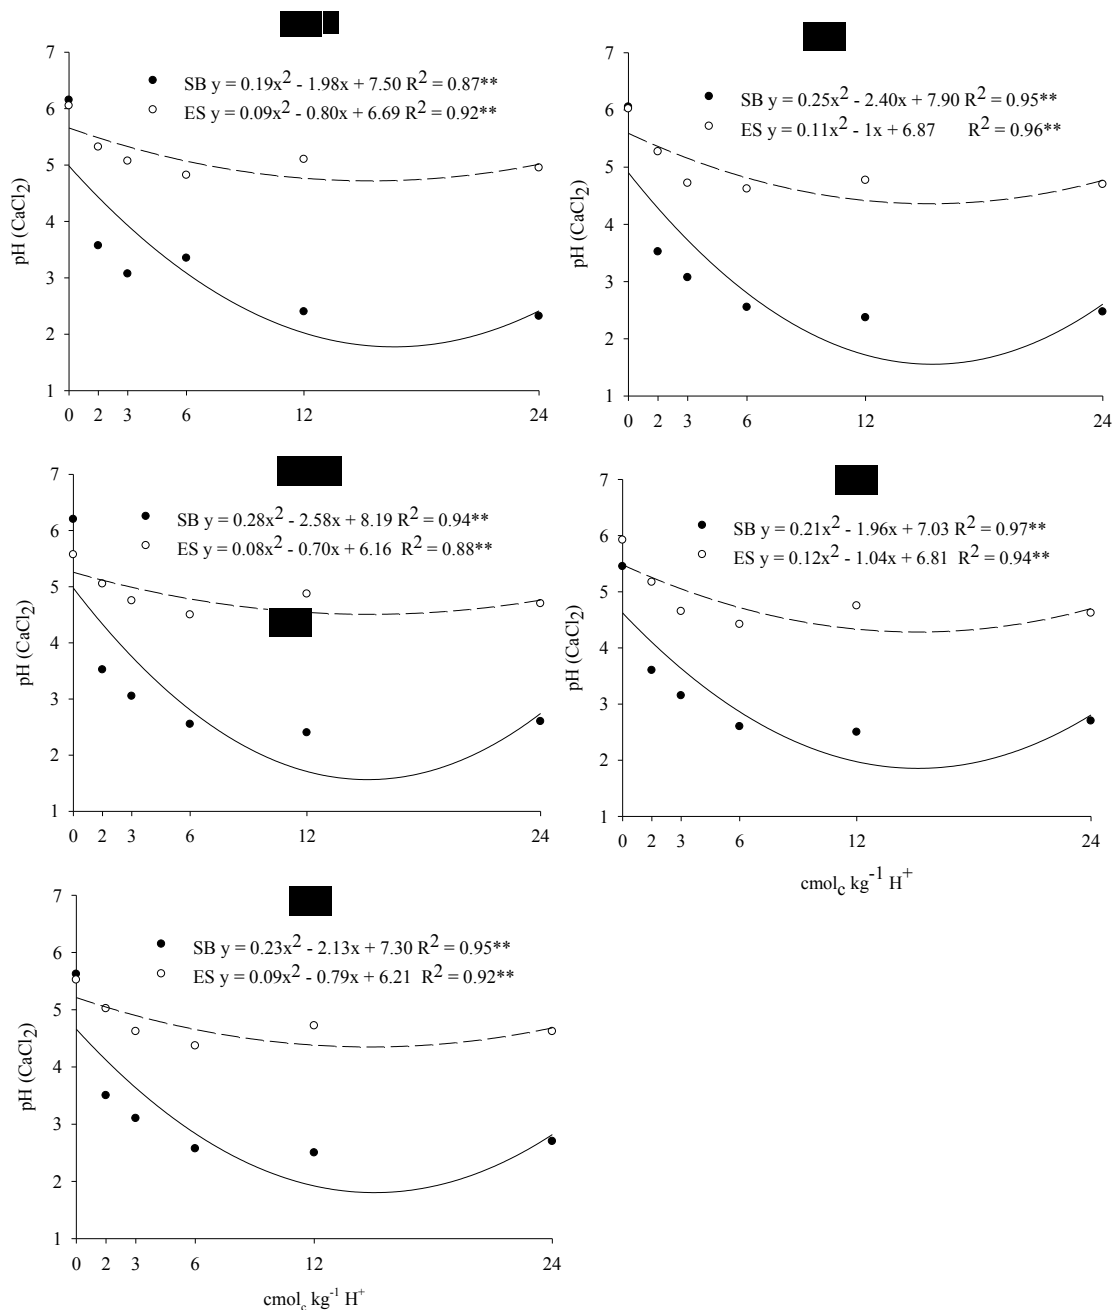 7
SB y = 0.19x² - 1.98x + 7.50 R² = 0.87**
6
ES y = 0.09x² - 0.80x + 6.69 R² = 0.92**
5
4
3
2
1
pH (CaCl₂)
0 2 3 6 12 24
7
6
SB y = 0.25x² - 2.40x + 7.90 R² = 0.95**
ES y = 0.11x² - 1x + 6.87 R² = 0.96**
5
4
3
2
1
pH (CaCl₂)
0 2 3 6 12 24
7
SB y = 0.28x² - 2.58x + 8.19 R² = 0.94**
6
ES y = 0.08x² - 0.70x + 6.16 R² = 0.88**
5
4
3
2
1
pH (CaCl₂)
0 2 3 6 12 24
7
SB y = 0.21x² - 1.96x + 7.03 R² = 0.97**
6
ES y = 0.12x² - 1.04x + 6.81 R² = 0.94**
5
4
3
2
1
pH (CaCl₂)
0 2 3 6 12 24
cmol_c kg⁻¹ H⁺
7
SB y = 0.23x² - 2.13x + 7.30 R² = 0.95**
6
ES y = 0.09x² - 0.79x + 6.21 R² = 0.92**
5
4
3
2
1
pH (CaCl₂)
0 2 3 6 12 24
cmol_c kg⁻¹ H⁺